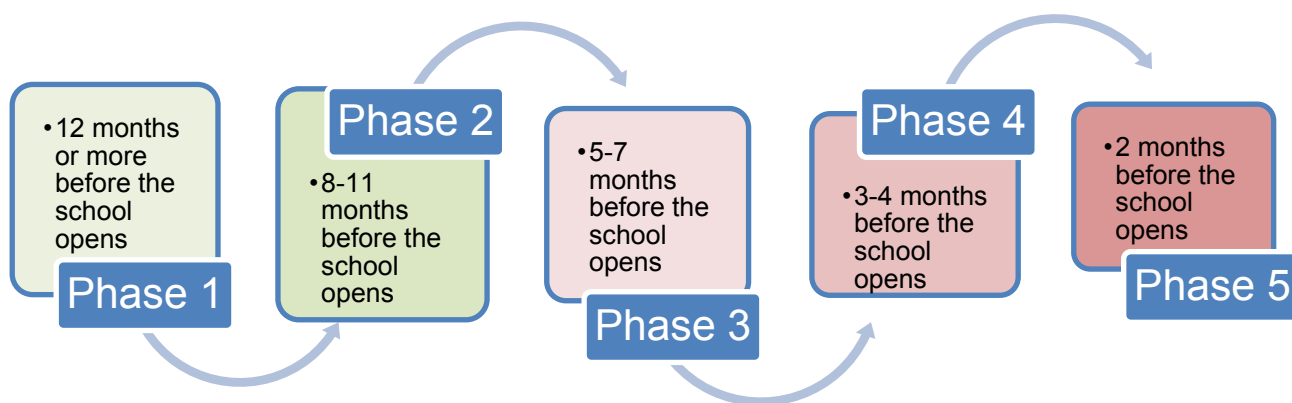 •12 months
or more
before the
school
opens
Phase 1
Phase 2
•8-11
months
before the
school
opens
•5-7
months
before the
school
opens
Phase 3
Phase 4
•3-4 months
before the
school
opens
•2 months
before the
school
opens
Phase 5